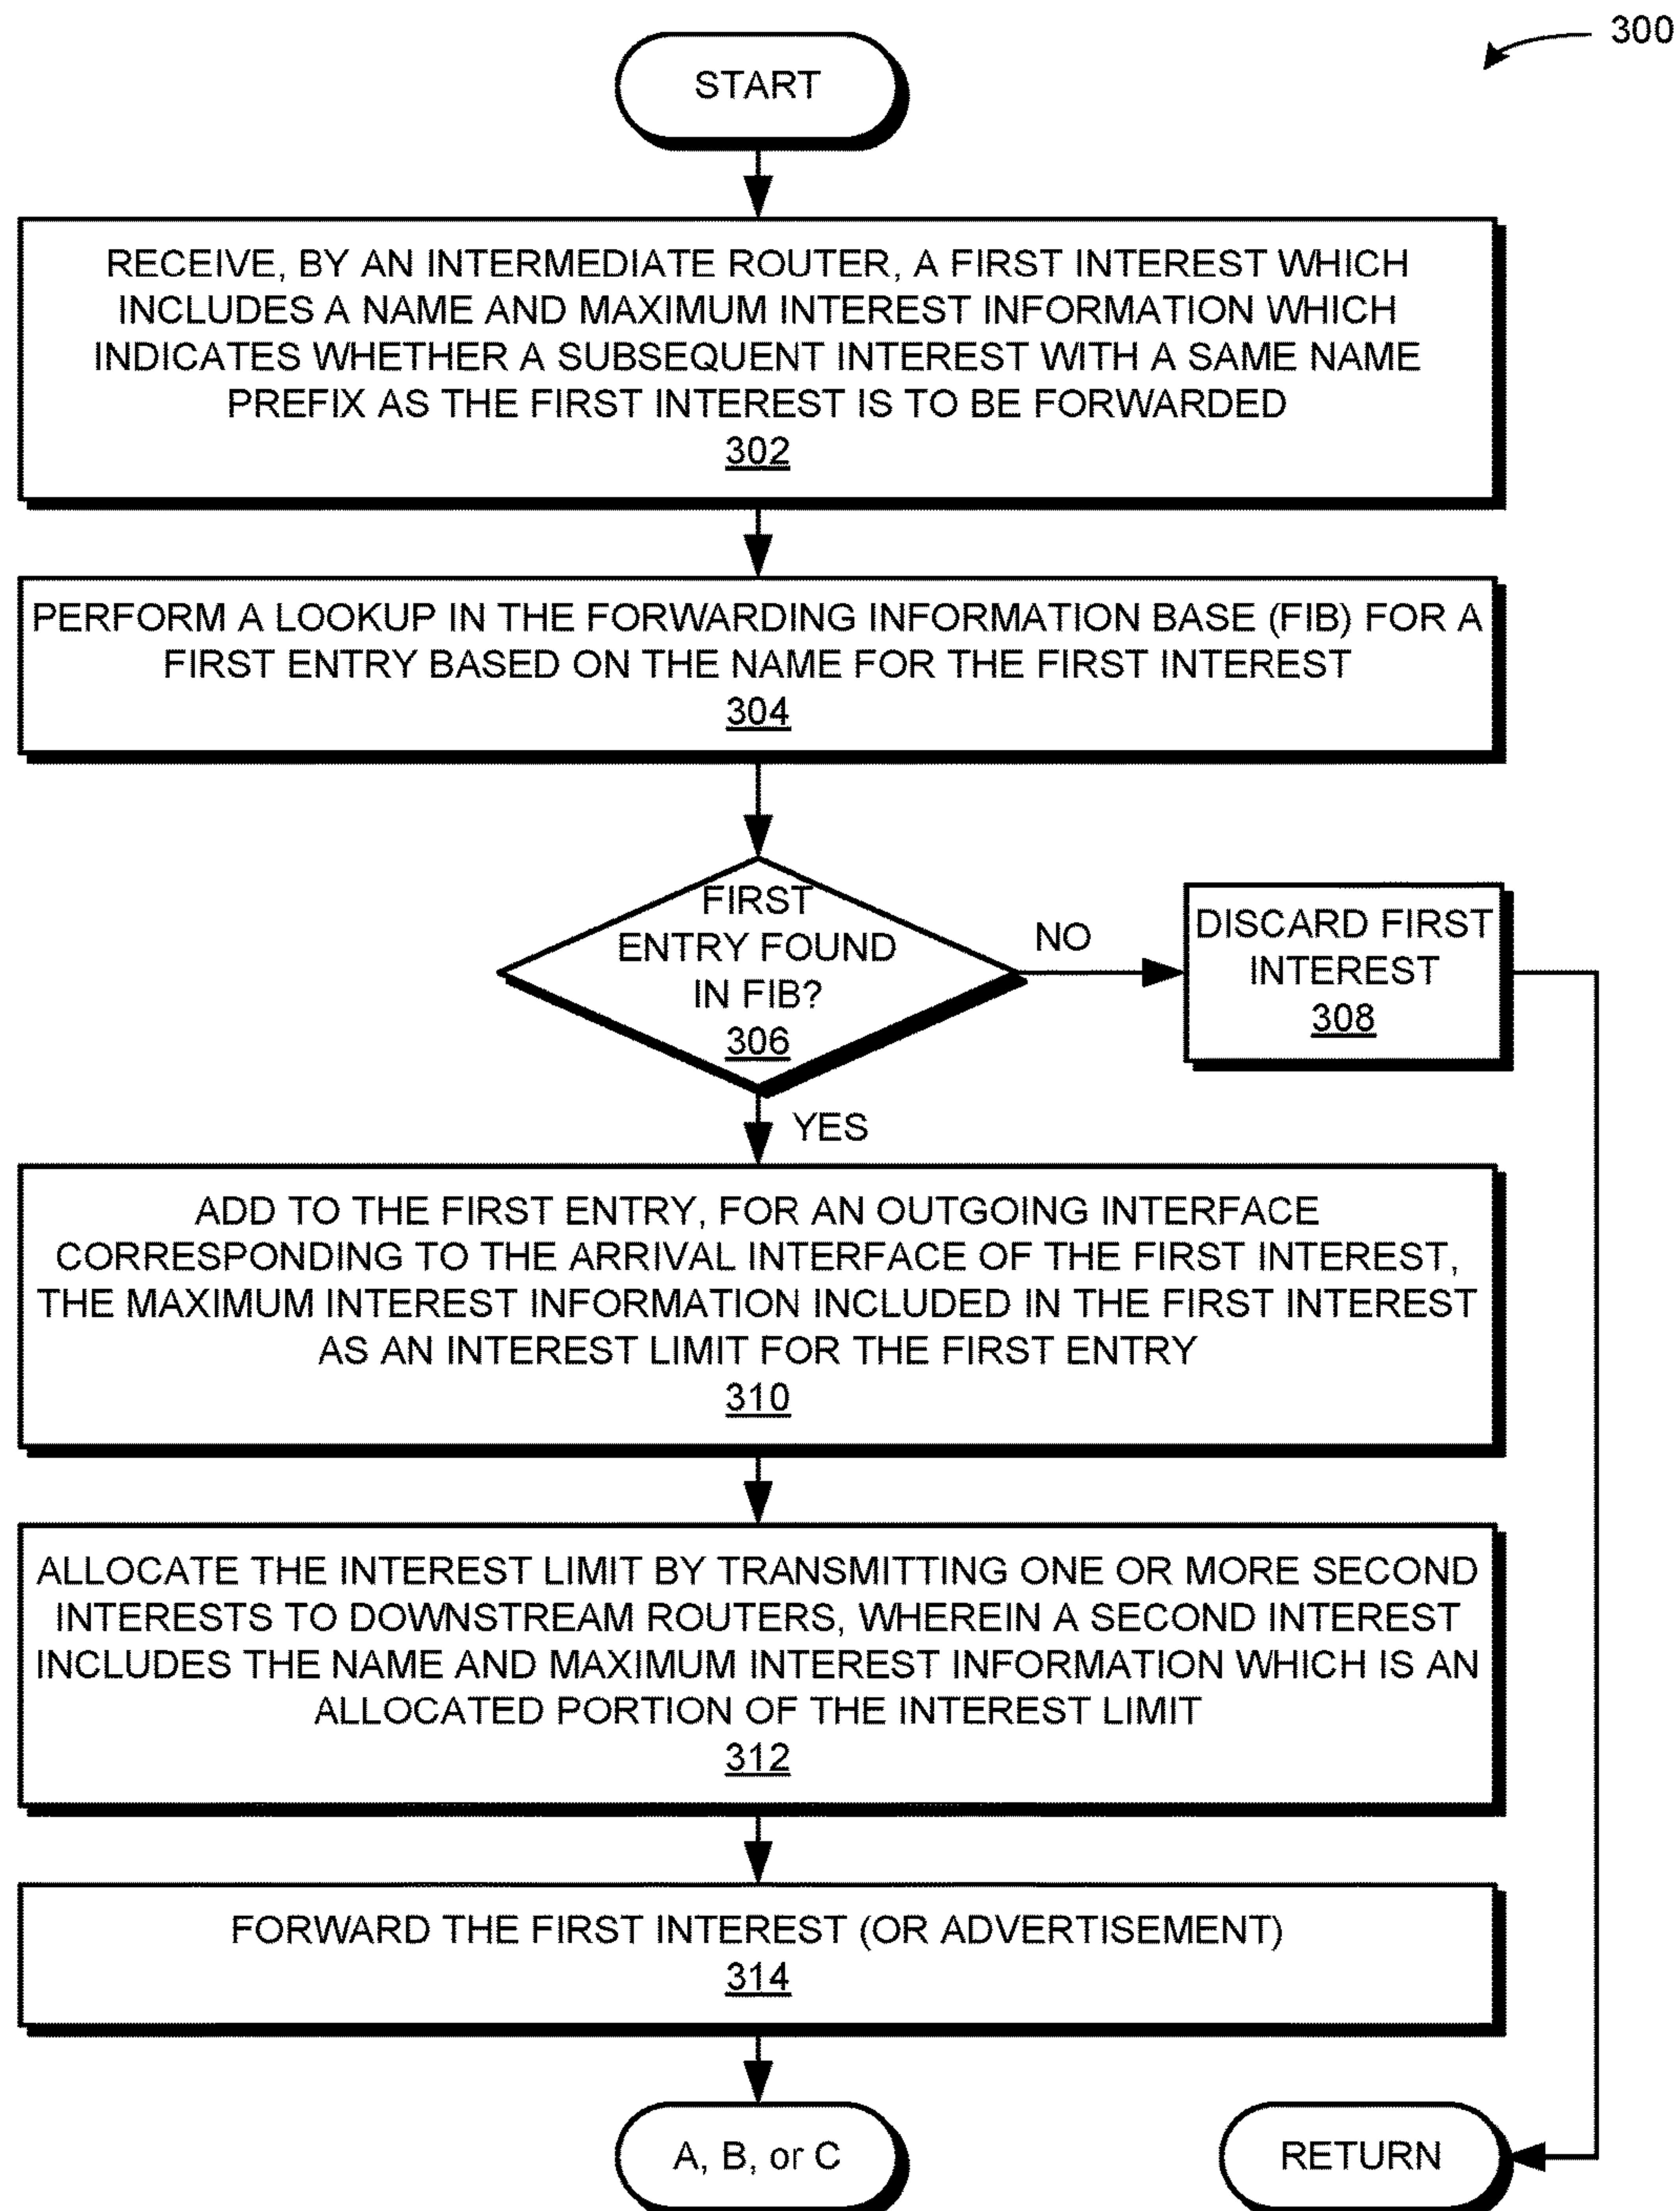 300
START
RECEIVE, BY AN INTERMEDIATE ROUTER, A FIRST INTEREST WHICH
INCLUDES A NAME AND MAXIMUM INTEREST INFORMATION WHICH
INDICATES WHETHER A SUBSEQUENT INTEREST WITH A SAME NAME
PREFIX AS THE FIRST INTEREST IS TO BE FORWARDED
302
PERFORM A LOOKUP IN THE FORWARDING INFORMATION BASE (FIB) FOR A
FIRST ENTRY BASED ON THE NAME FOR THE FIRST INTEREST
304
FIRST
ENTRY FOUND
IN FIB?
306
NO
DISCARD FIRST
INTEREST
308
YES
ADD TO THE FIRST ENTRY, FOR AN OUTGOING INTERFACE
CORRESPONDING TO THE ARRIVAL INTERFACE OF THE FIRST INTEREST,
THE MAXIMUM INTEREST INFORMATION INCLUDED IN THE FIRST INTEREST
AS AN INTEREST LIMIT FOR THE FIRST ENTRY
310
ALLOCATE THE INTEREST LIMIT BY TRANSMITTING ONE OR MORE SECOND
INTERESTS TO DOWNSTREAM ROUTERS, WHEREIN A SECOND INTEREST
INCLUDES THE NAME AND MAXIMUM INTEREST INFORMATION WHICH IS AN
ALLOCATED PORTION OF THE INTEREST LIMIT
312
FORWARD THE FIRST INTEREST (OR ADVERTISEMENT)
314
A, B, or C
RETURN